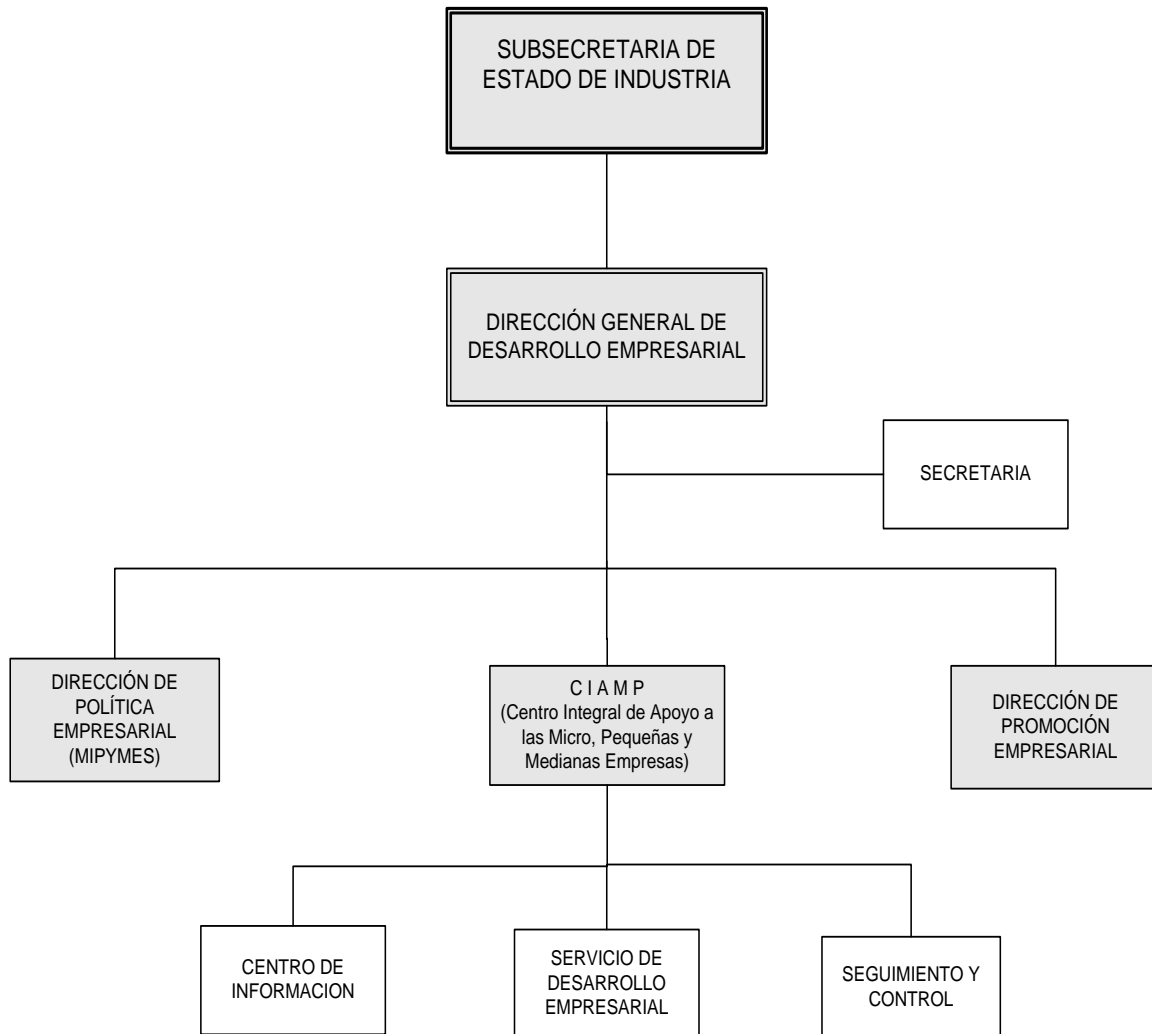 SUBSECRETARIA DE
ESTADO DE INDUSTRIA
DIRECCIÓN GENERAL DE
DESARROLLO EMPRESARIAL
SECRETARIA
DIRECCIÓN DE
POLÍTICA
EMPRESARIAL
(MIPYMES)
C I A M P
(Centro Integral de Apoyo a
las Micro, Pequeñas y
Medianas Empresas)
DIRECCIÓN DE
PROMOCIÓN
EMPRESARIAL
CENTRO DE
INFORMACION
SERVICIO DE
DESARROLLO
EMPRESARIAL
SEGUIMIENTO Y
CONTROL